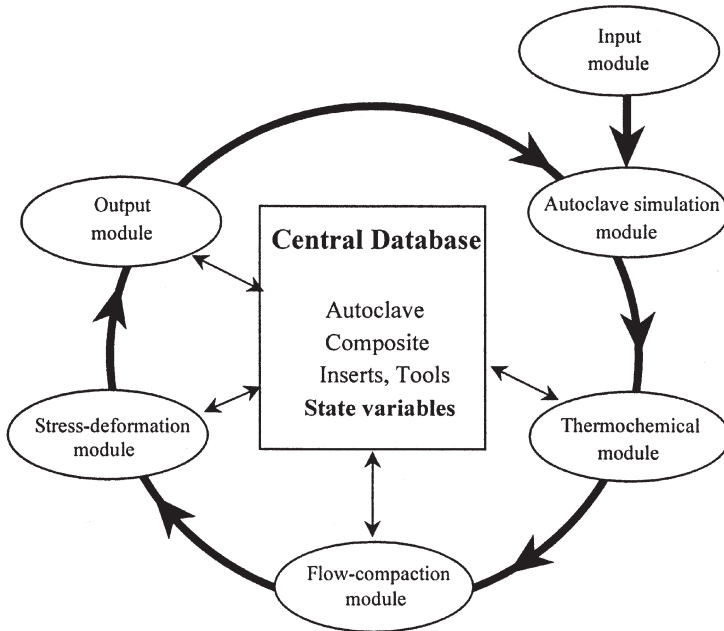 Input
module
Output
module
Autoclave simulation
module
Central Database
Autoclave
Composite
Inserts, Tools
State variables
Stress-deformation
module
Thermochemical
module
Flow-compaction
module